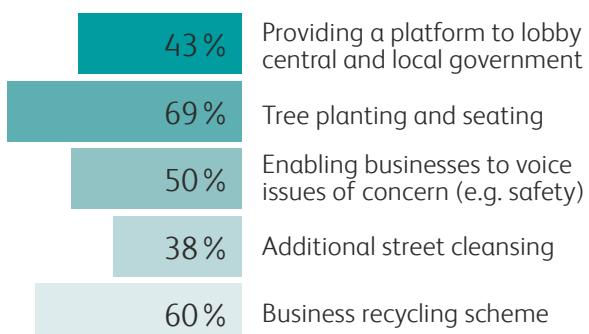 43%
Providing a platform to lobby
central and local government
69%
Tree planting and seating
50%
Enabling businesses to voice
issues of concern (e.g. safety)
38%
Additional street cleansing
60%
Business recycling scheme